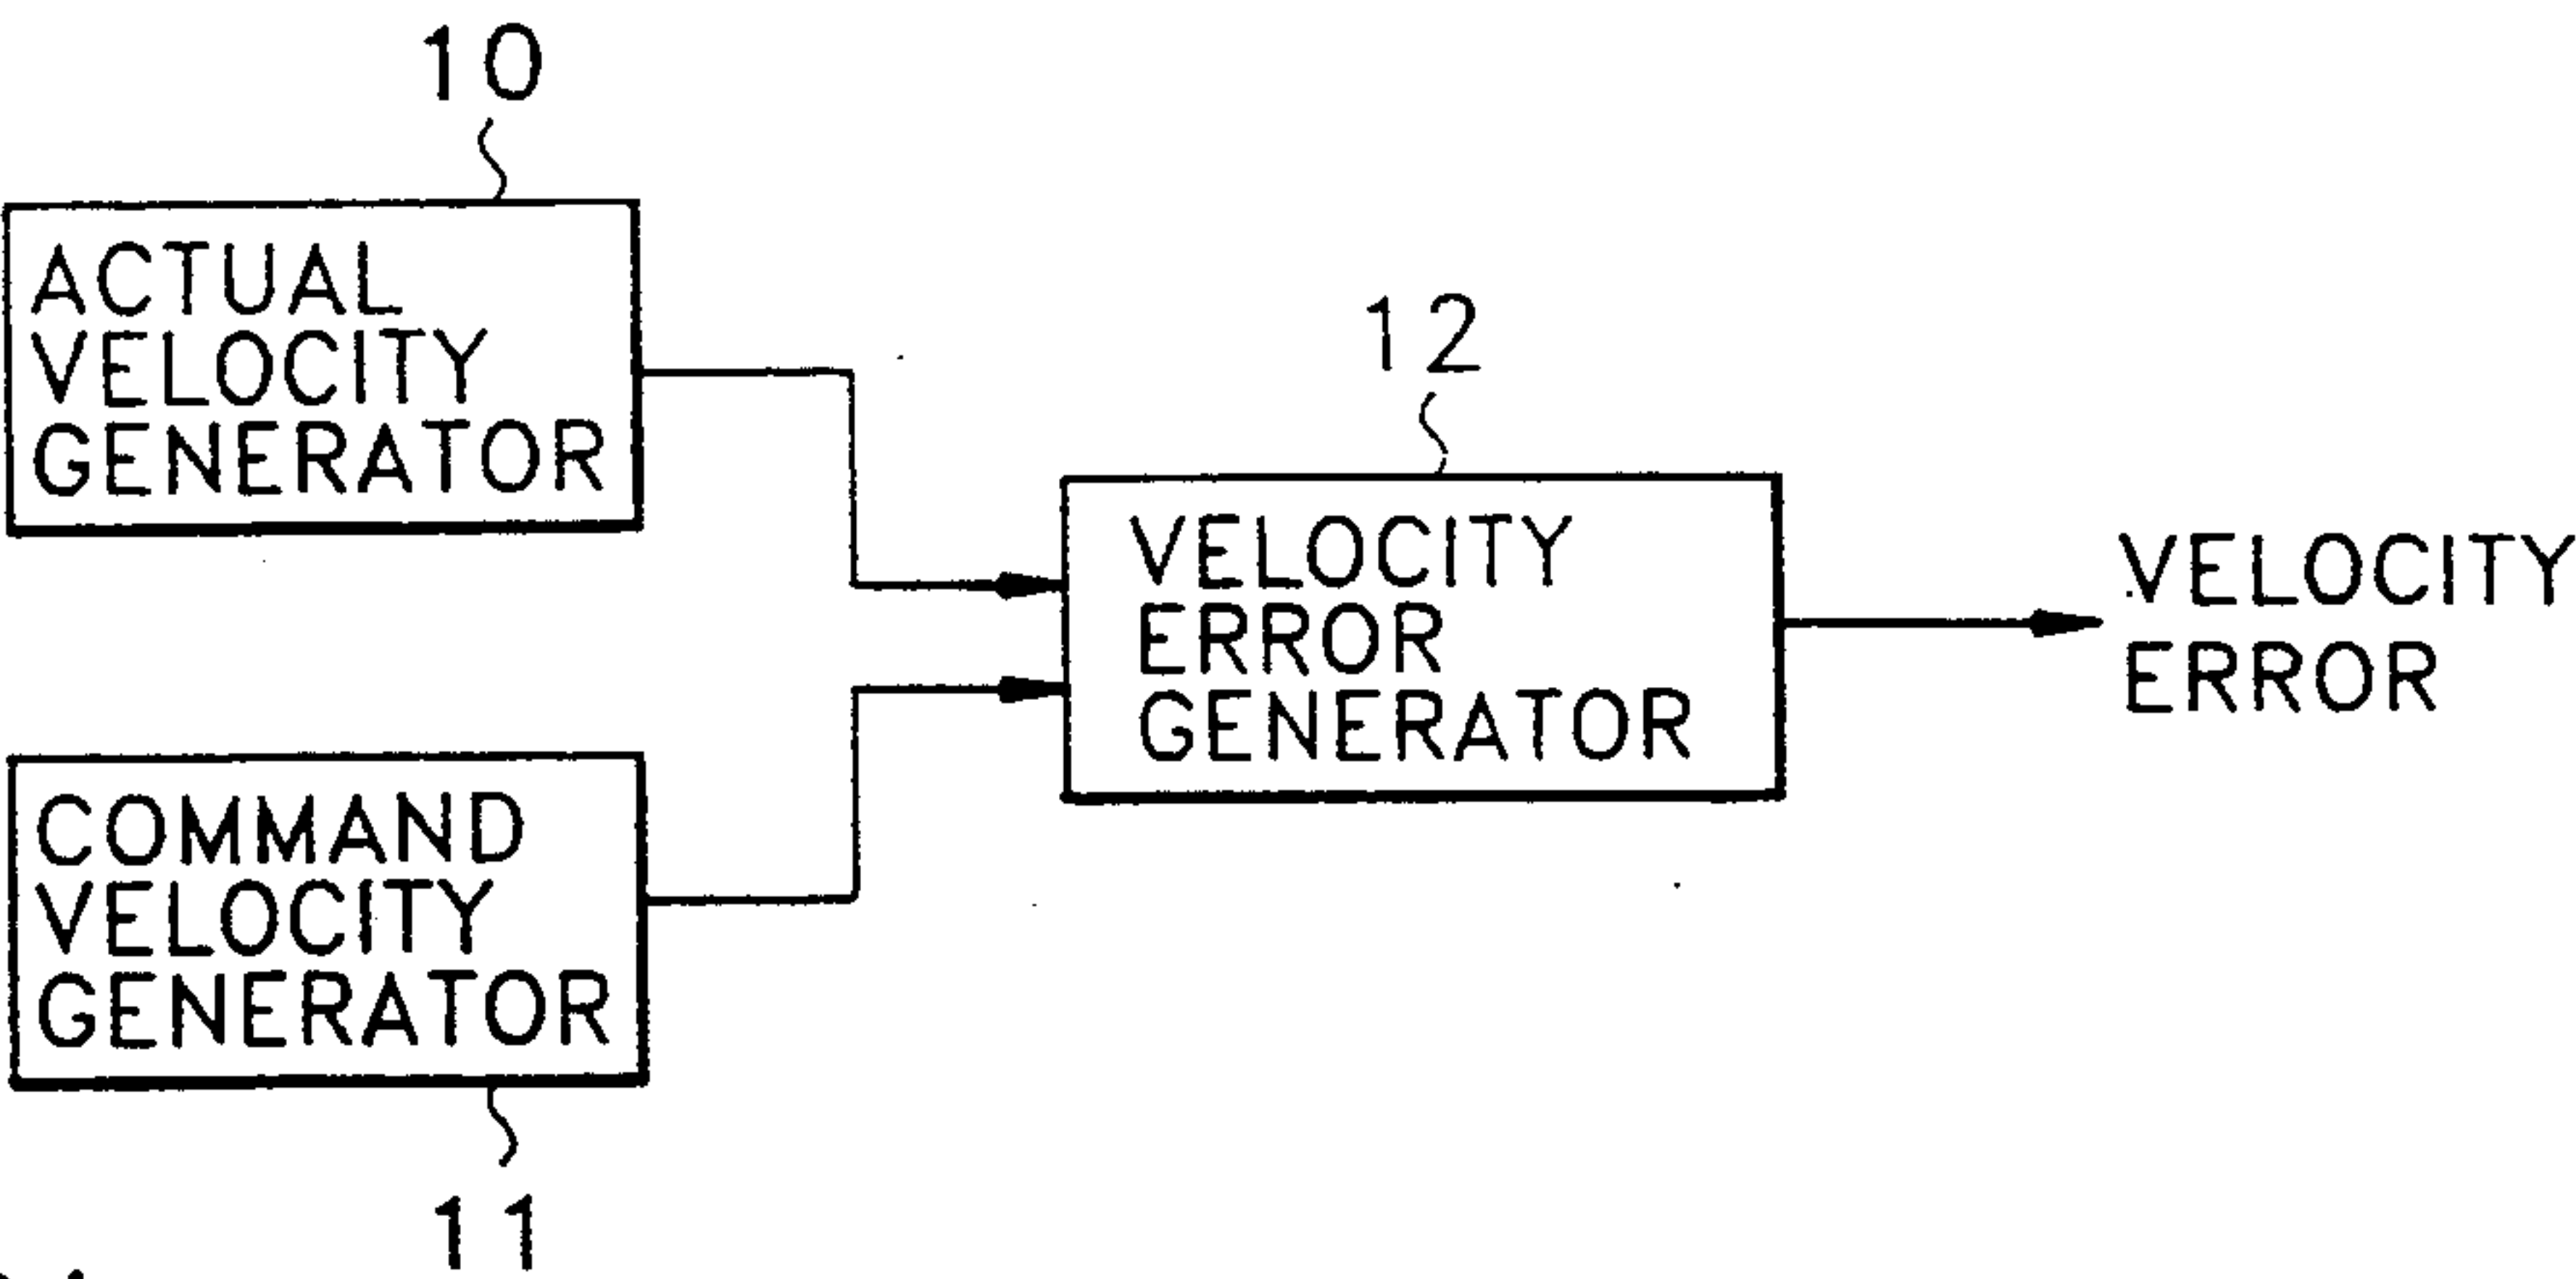 10
ACTUAL
VELOCITY
GENERATOR
12
VELOCITY
ERROR
GENERATOR
VELOCITY
ERROR
COMMAND
VELOCITY
GENERATOR
11